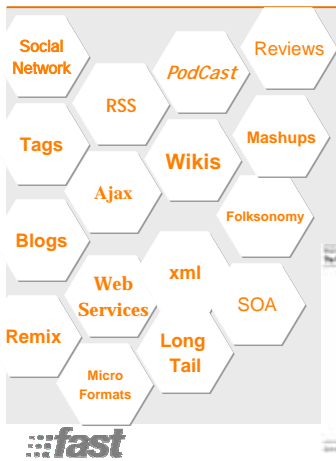 Social
Network
PodCast
Reviews
RSS
Tags
Wikis
Mashups
Ajax
Folksonomy
Blogs
Web
Services
xml
SOA
Remix
Long
Tail
Micro
Formats
fast